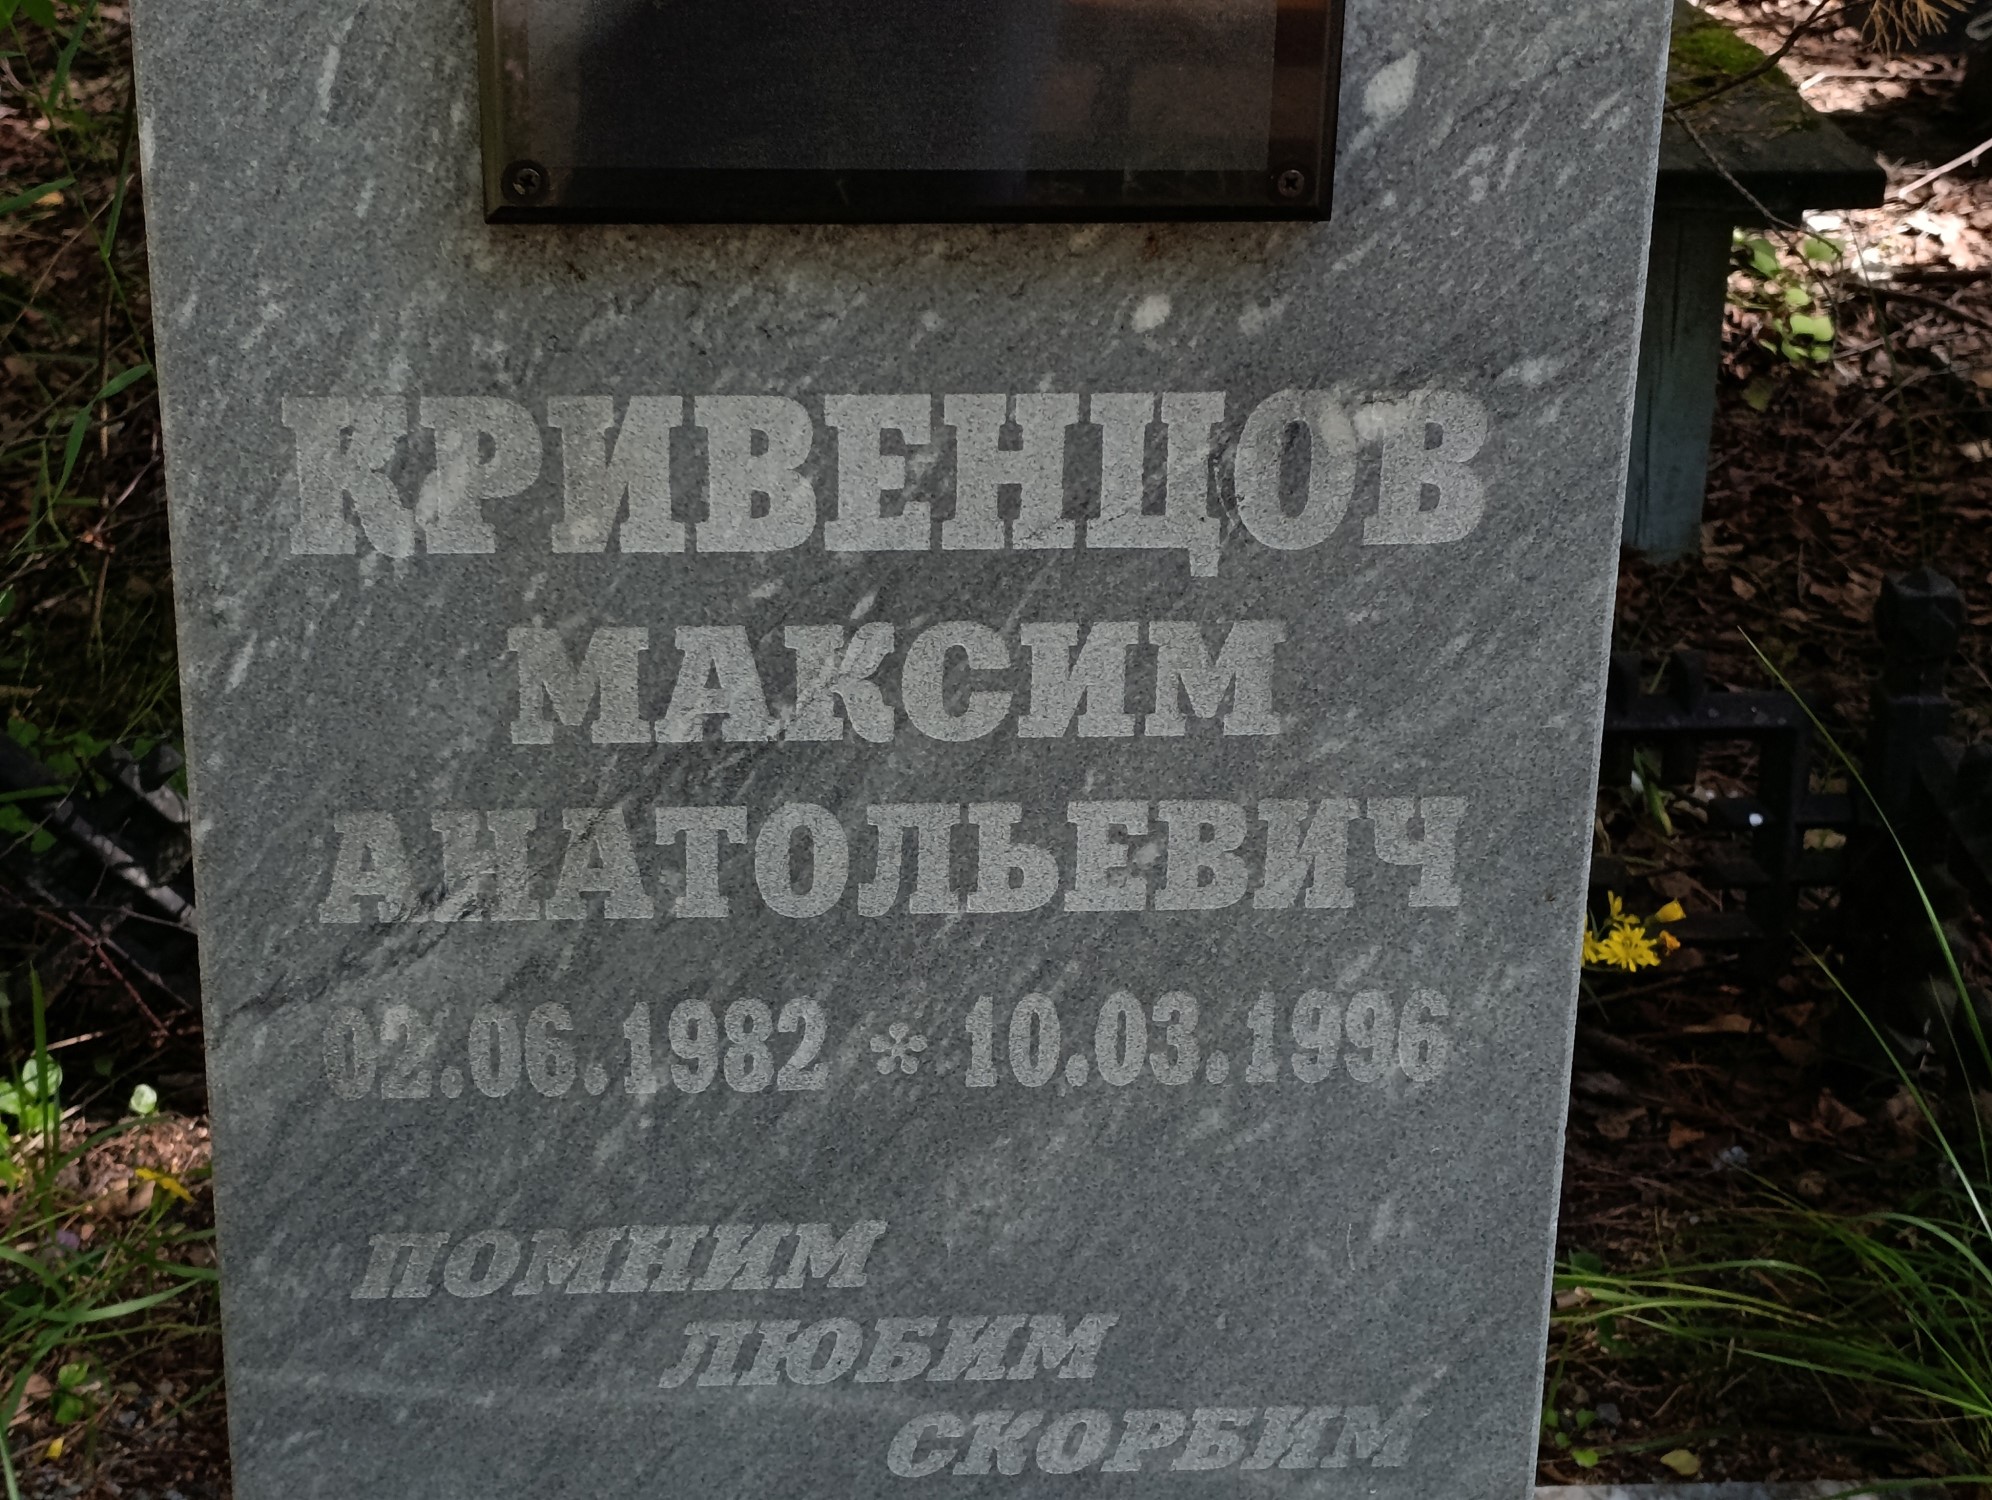 КРИВЕНЦОВ
МАКСИМ
АНАТОЛЬЕВИЧ
02.06.1982 * 10.03.1996
ПОМНИМ
ЛЮБИМ
СКОРБИМ